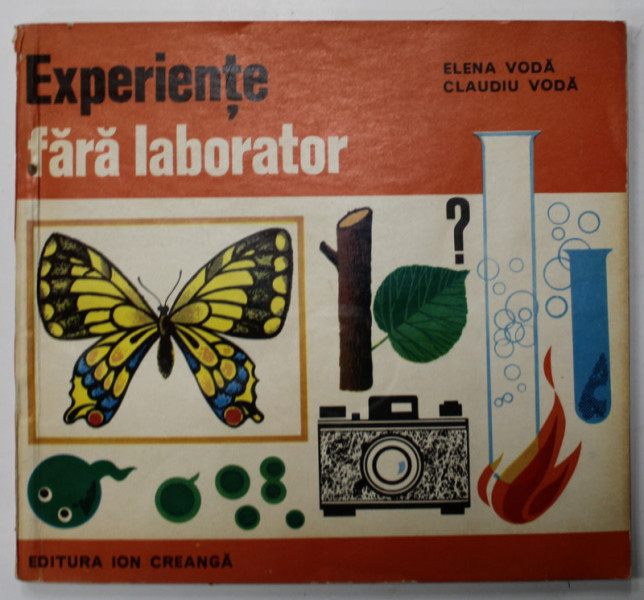 Experiențe
fără laborator
ELENA VODĂ
CLAUDIU VODĂ
?
EDITURA ION CREANGĂ